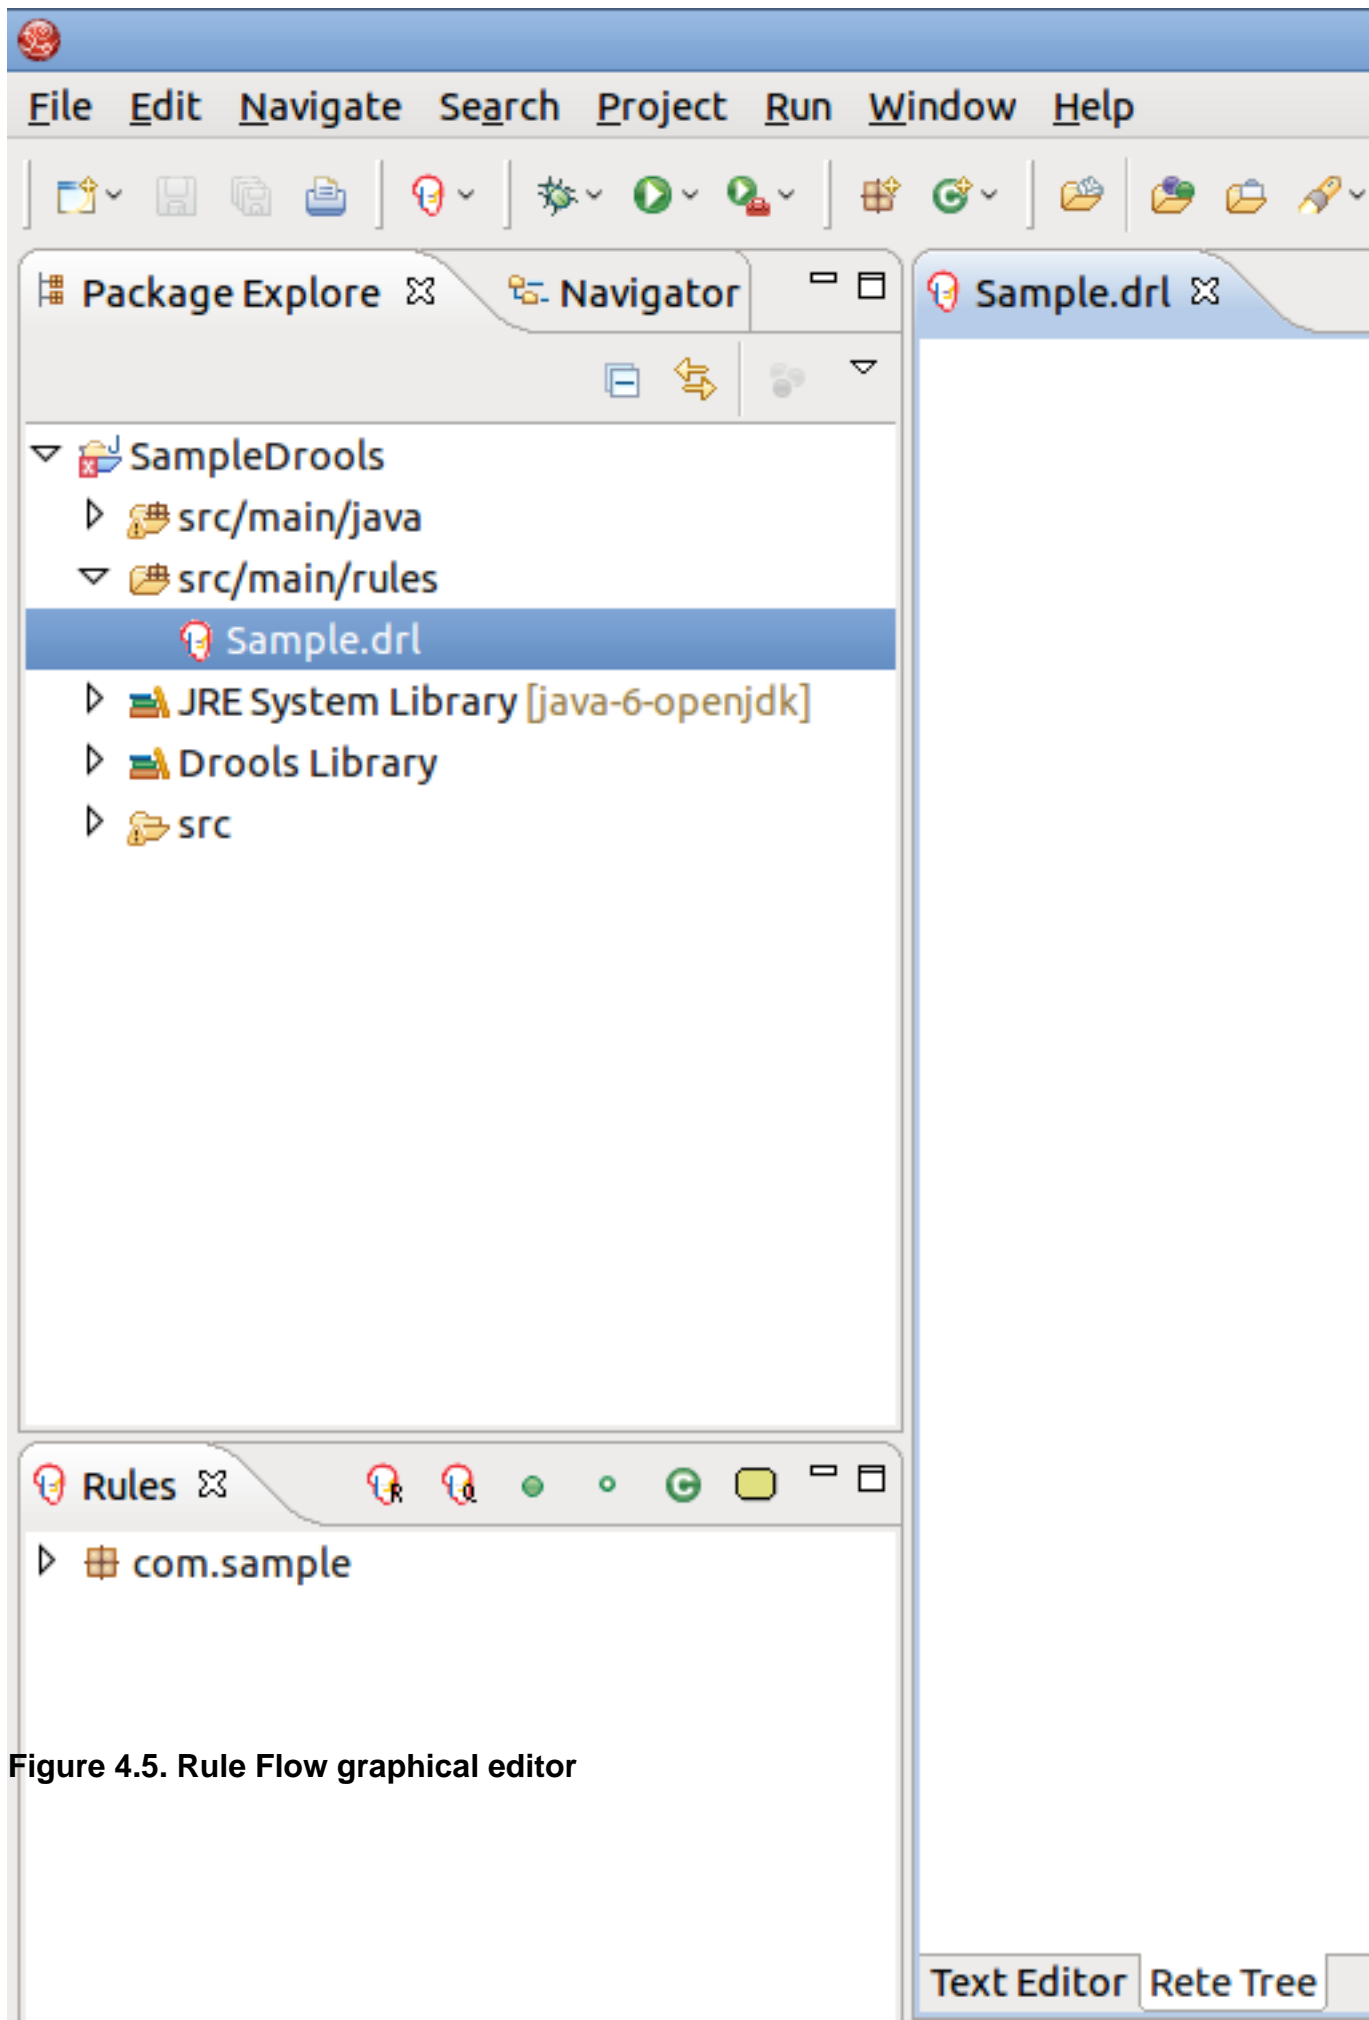 File Edit Navigate Search Project Run Window Help
Package Explore Navigator
Sample.drl
SampleDrools
src/main/java
src/main/rules
Sample.drl
JRE System Library [java-6-openjdk]
Drools Library
src
Rules
com.sample
Figure 4.5. Rule Flow graphical editor
Text Editor Rete Tree